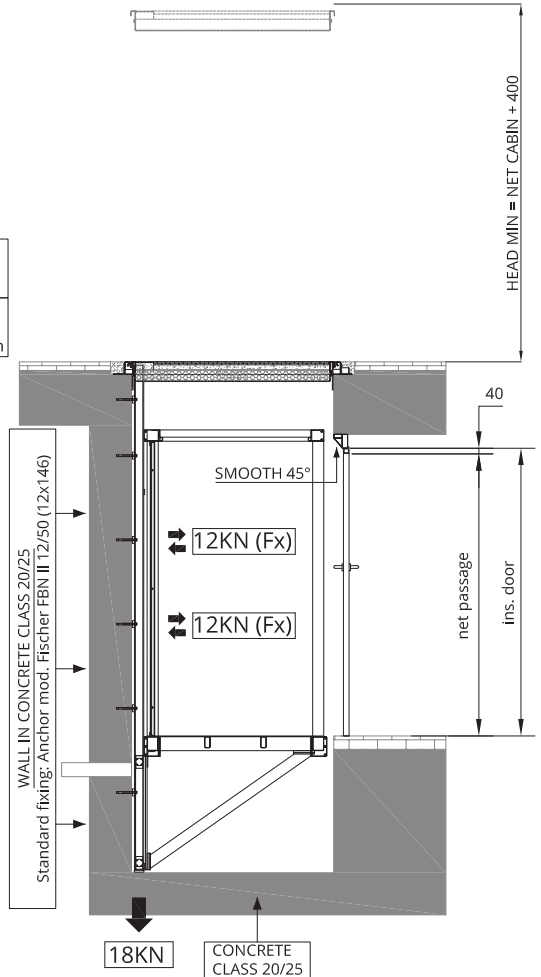 HEAD MIN = NET CABIN + 400
40
SMOOTH 45°
12KN (Fx)
12KN (Fx)
net passage
ins. door
WALL IN CONCRETE CLASS 20/25
Standard fixing: Anchor mod. Fischer FBN II 12/50 (12x146)
18KN
CONCRETE
CLASS 20/25